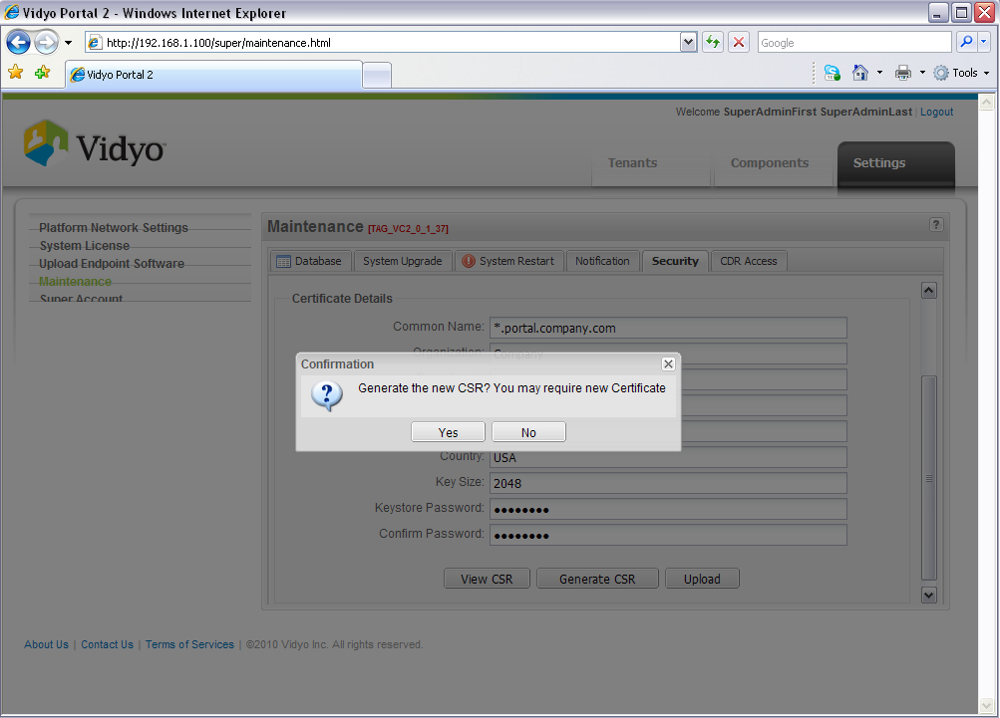 Vidyo Portal 2 - Windows Internet Explorer
http://192.168.1.100/super/maintenance.html
Google
Vidyo Portal 2
Tools
Welcome SuperAdminFirst SuperAdminLast | Logout
Vidyo
Tenants
Components
Settings
Platform Network Settings
System License
Upload Endpoint Software
Maintenance
Super Account
Maintenance [TAG_VC2_0_1_37]
?
Database
System Upgrade
System Restart
Notification
Security
CDR Access
Certificate Details
Common Name: *.portal.company.com
Organization: Company
Confirmation
Generate the new CSR? You may require new Certificate
Yes
No
Country: USA
Key Size: 2048
Keystore Password: ●●●●●●●●
Confirm Password: ●●●●●●●●
View CSR
Generate CSR
Upload
About Us | Contact Us | Terms of Services | ©2010 Vidyo Inc. All rights reserved.